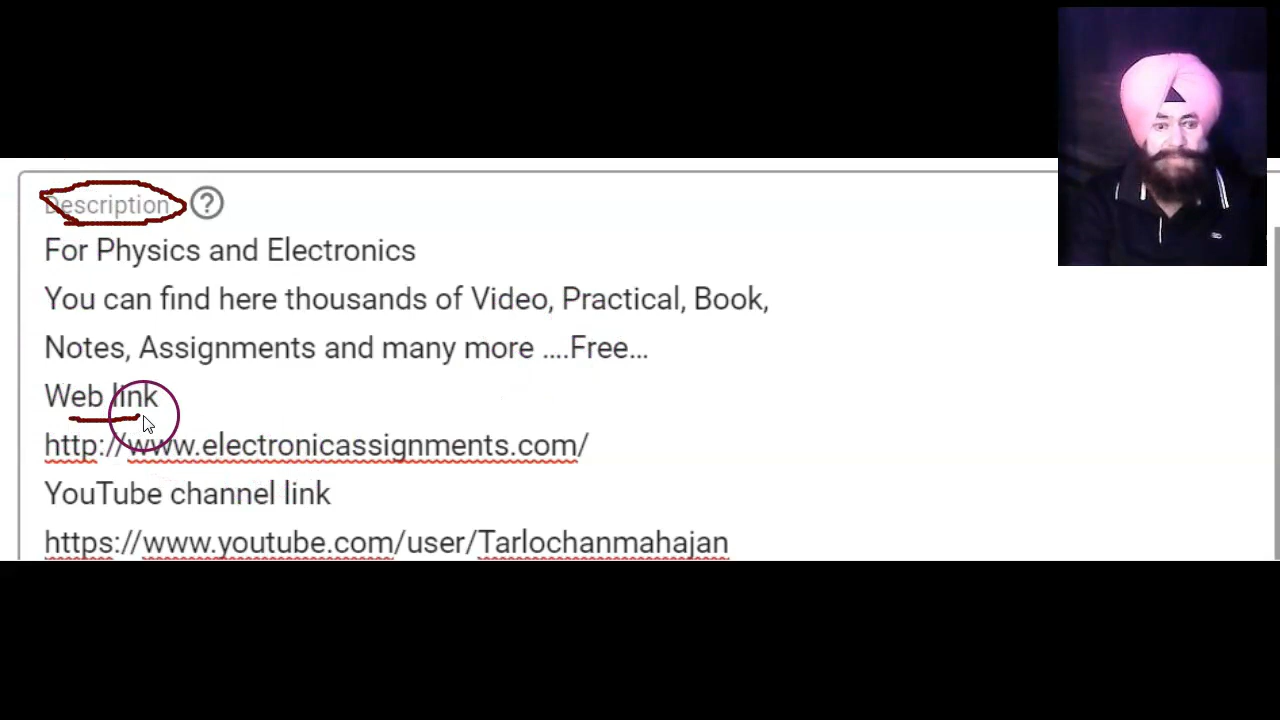 Description ?
For Physics and Electronics
You can find here thousands of Video, Practical, Book,
Notes, Assignments and many more ....Free...
Web link
http://www.electronicassignments.com/
YouTube channel link
https://www.youtube.com/user/Tarlochanmahajan